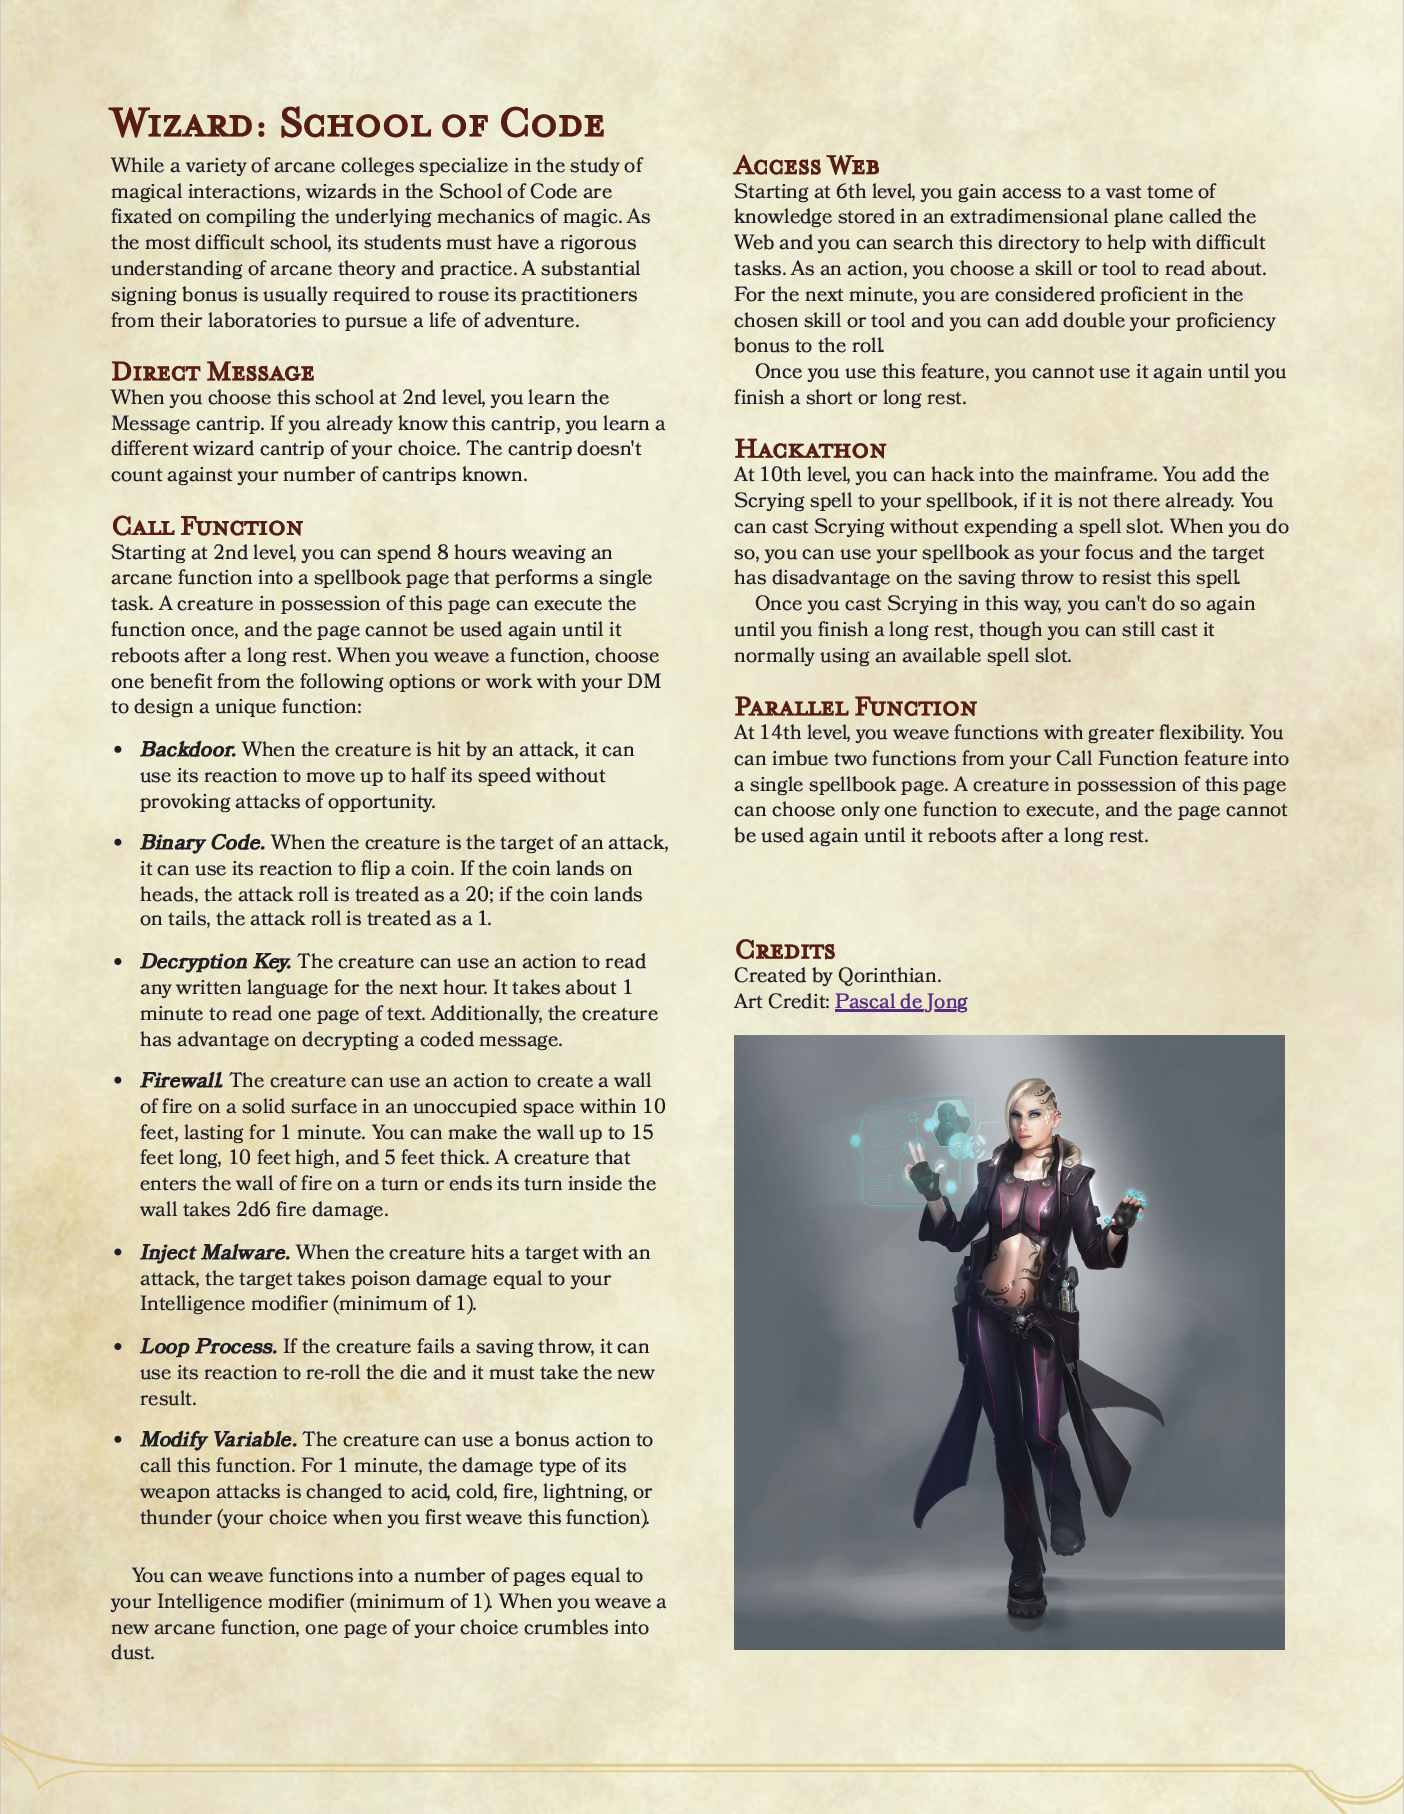 Wizard: School of Code
While a variety of arcane colleges specialize in the study of
magical interactions, wizards in the School of Code are
fixated on compiling the underlying mechanics of magic. As
the most difficult school, its students must have a rigorous
understanding of arcane theory and practice. A substantial
signing bonus is usually required to rouse its practitioners
from their laboratories to pursue a life of adventure.
Direct Message
When you choose this school at 2nd level, you learn the
Message cantrip. If you already know this cantrip, you learn a
different wizard cantrip of your choice. The cantrip doesn't
count against your number of cantrips known.
Call Function
Starting at 2nd level, you can spend 8 hours weaving an
arcane function into a spellbook page that performs a single
task. A creature in possession of this page can execute the
function once, and the page cannot be used again until it
reboots after a long rest. When you weave a function, choose
one benefit from the following options or work with your DM
to design a unique function:
• Backdoor. When the creature is hit by an attack, it can
use its reaction to move up to half its speed without
provoking attacks of opportunity.
• Binary Code. When the creature is the target of an attack,
it can use its reaction to flip a coin. If the coin lands on
heads, the attack roll is treated as a 20; if the coin lands
on tails, the attack roll is treated as a 1.
• Decryption Key. The creature can use an action to read
any written language for the next hour. It takes about 1
minute to read one page of text. Additionally, the creature
has advantage on decrypting a coded message.
• Firewall. The creature can use an action to create a wall
of fire on a solid surface in an unoccupied space within 10
feet, lasting for 1 minute. You can make the wall up to 15
feet long, 10 feet high, and 5 feet thick. A creature that
enters the wall of fire on a turn or ends its turn inside the
wall takes 2d6 fire damage.
• Inject Malware. When the creature hits a target with an
attack, the target takes poison damage equal to your
Intelligence modifier (minimum of 1).
• Loop Process. If the creature fails a saving throw, it can
use its reaction to re-roll the die and it must take the new
result.
• Modify Variable. The creature can use a bonus action to
call this function. For 1 minute, the damage type of its
weapon attacks is changed to acid, cold, fire, lightning, or
thunder (your choice when you first weave this function).
You can weave functions into a number of pages equal to
your Intelligence modifier (minimum of 1). When you weave a
new arcane function, one page of your choice crumbles into
dust.
Access Web
Starting at 6th level, you gain access to a vast tome of
knowledge stored in an extradimensional plane called the
Web and you can search this directory to help with difficult
tasks. As an action, you choose a skill or tool to read about.
For the next minute, you are considered proficient in the
chosen skill or tool and you can add double your proficiency
bonus to the roll.
Once you use this feature, you cannot use it again until you
finish a short or long rest.
Hackathon
At 10th level, you can hack into the mainframe. You add the
Scrying spell to your spellbook, if it is not there already. You
can cast Scrying without expending a spell slot. When you do
so, you can use your spellbook as your focus and the target
has disadvantage on the saving throw to resist this spell.
Once you cast Scrying in this way, you can't do so again
until you finish a long rest, though you can still cast it
normally using an available spell slot.
Parallel Function
At 14th level, you weave functions with greater flexibility. You
can imbue two functions from your Call Function feature into
a single spellbook page. A creature in possession of this page
can choose only one function to execute, and the page cannot
be used again until it reboots after a long rest.
Credits
Created by Qorinthian.
Art Credit: Pascal de Jong